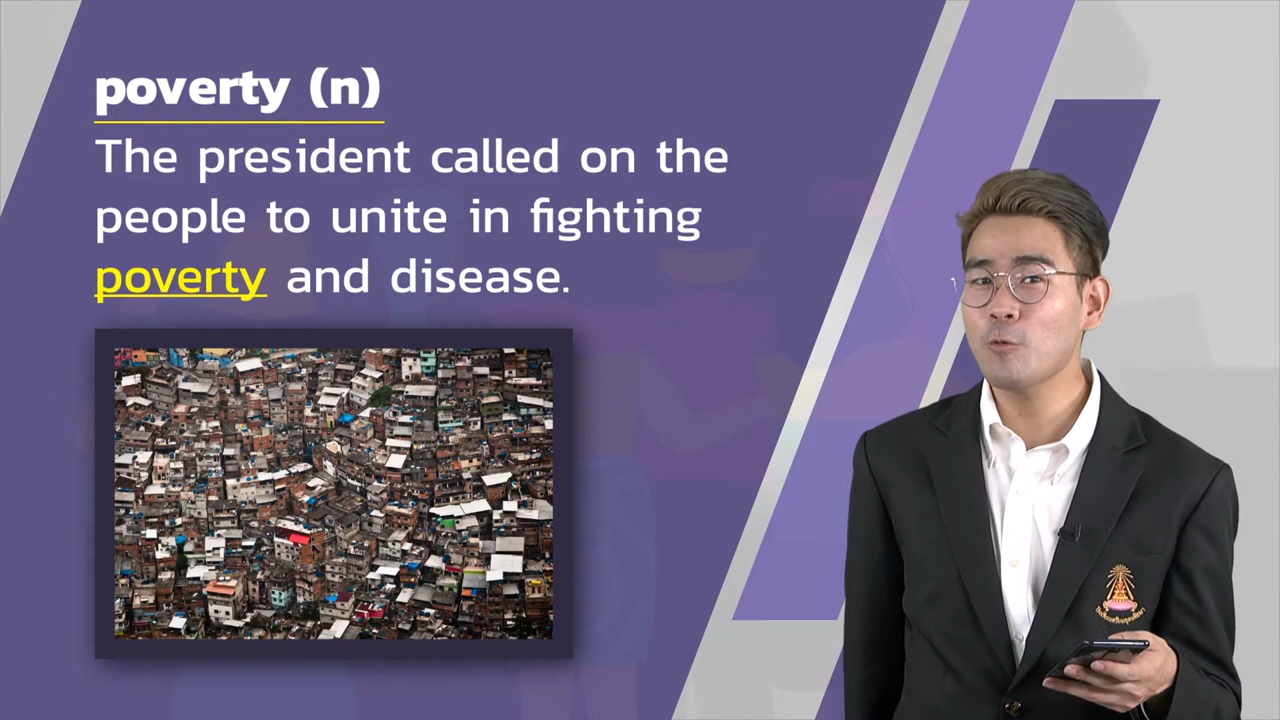 poverty (n)
The president called on the
people to unite in fighting
poverty and disease.